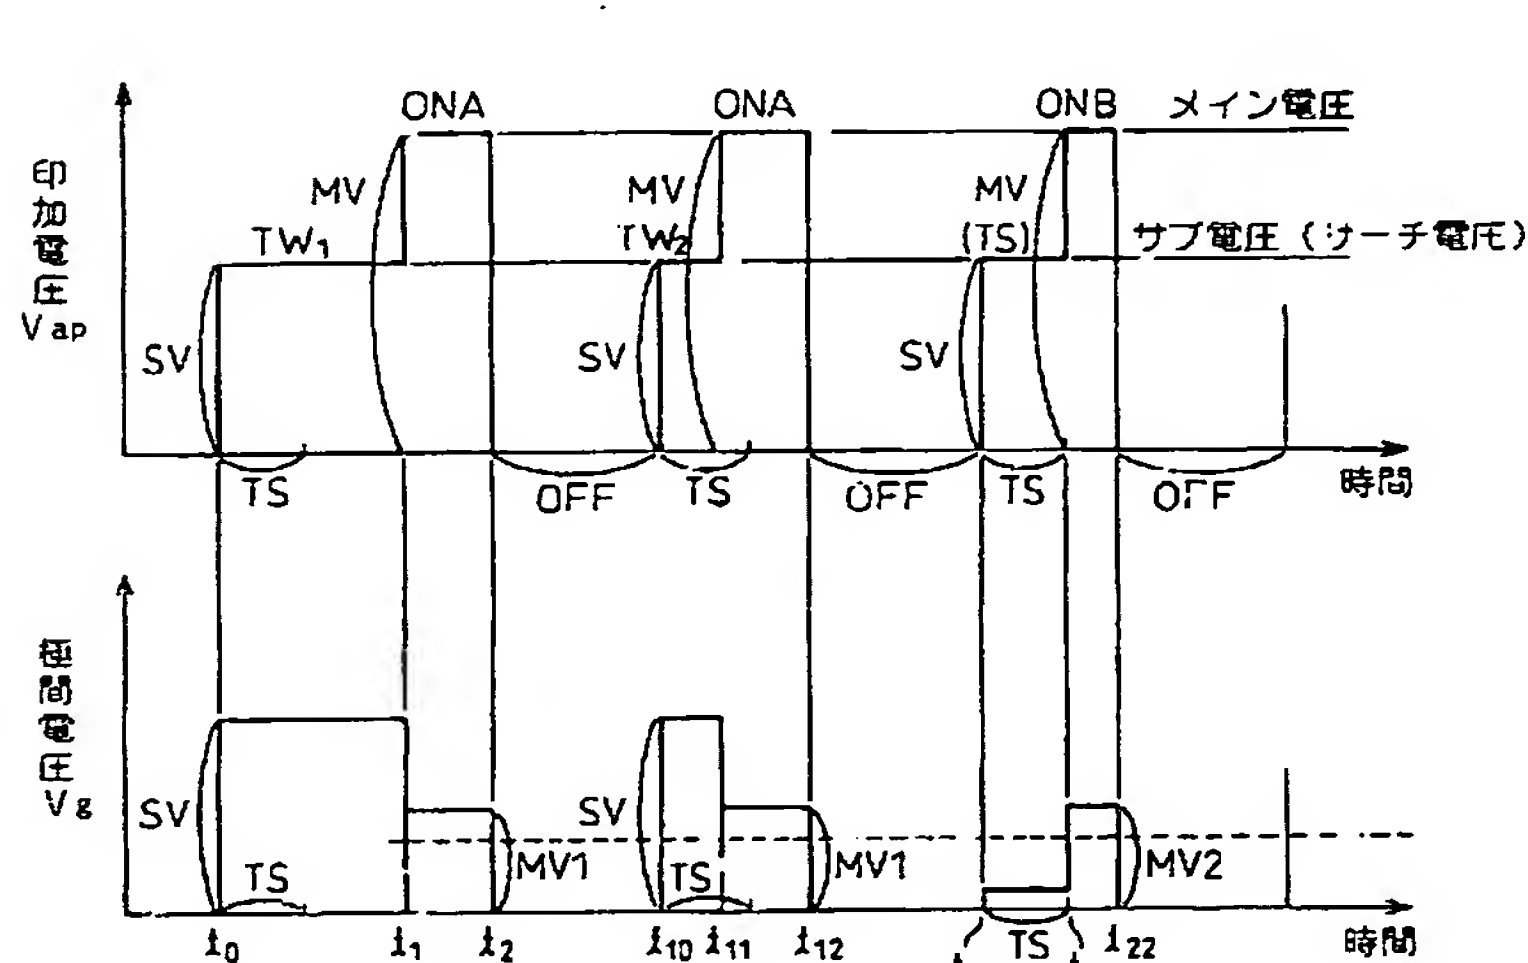 ONA
ONA
ONB
メイン電圧
印加電圧
Vap
MV
MV
MV
TW1
TW2
(TS)
サブ電圧(サーチ電圧)
SV
SV
SV
TS
OFF
TS
OFF
TS
OFF
時間
極間電圧
Vg
SV
SV
TS
MV1
TS
MV1
MV2
t0
t1
t2
t10
t11
t12
TS
t22
時間